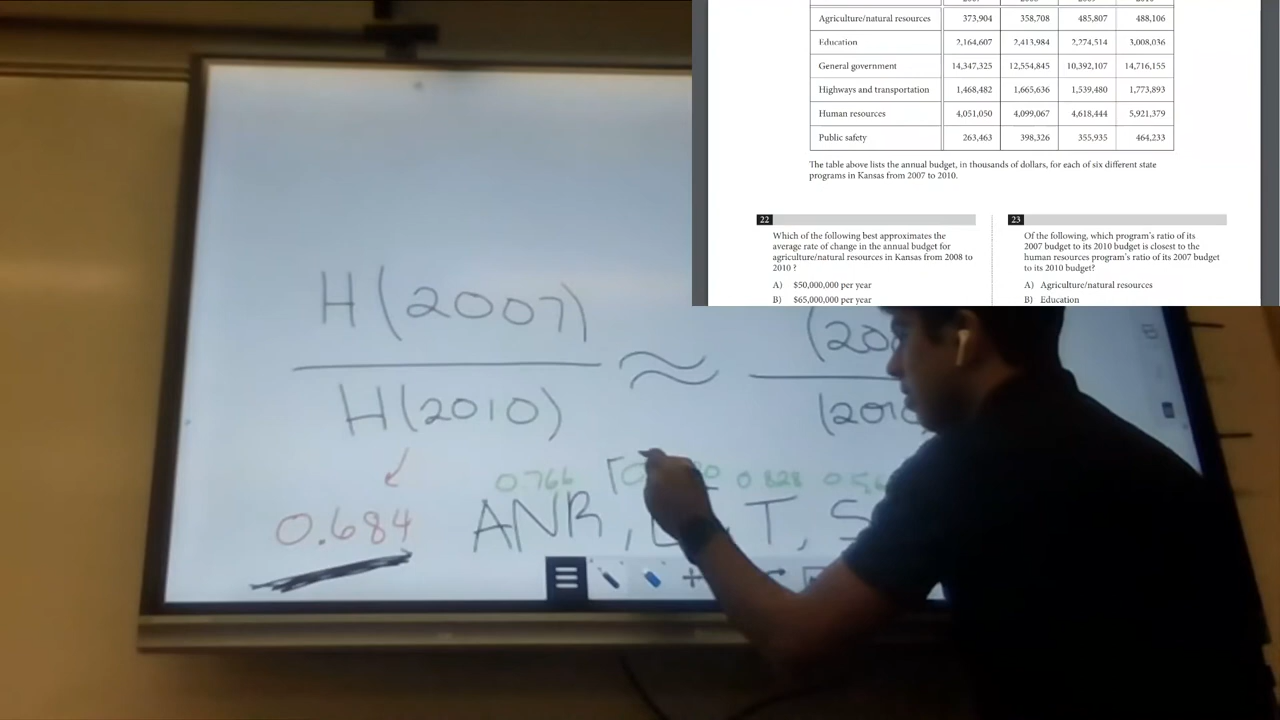 Agriculture/natural resources 373,904 358,708 485,807 488,106
Education 2,164,607 2,413,984 2,274,514 3,008,036
General government 14,347,325 12,554,845 10,392,107 14,716,155
Highways and transportation 1,468,482 1,665,636 1,539,480 1,773,893
Human resources 4,051,050 4,099,067 4,618,444 5,921,379
Public safety 263,463 398,326 355,935 464,233
The table above lists the annual budget, in thousands of dollars, for each of six different state
programs in Kansas from 2007 to 2010.
22
Which of the following best approximates the
average rate of change in the annual budget for
agriculture/natural resources in Kansas from 2008 to
2010 ?
A) $50,000,000 per year
B) $65,000,000 per year
23
Of the following, which program's ratio of its
2007 budget to its 2010 budget is closest to the
human resources program's ratio of its 2007 budget
to its 2010 budget?
A) Agriculture/natural resources
B) Education
H(2007)
H(2010)
≈
(20
(2010
0.766 0.828
0.684
ANR, T, S